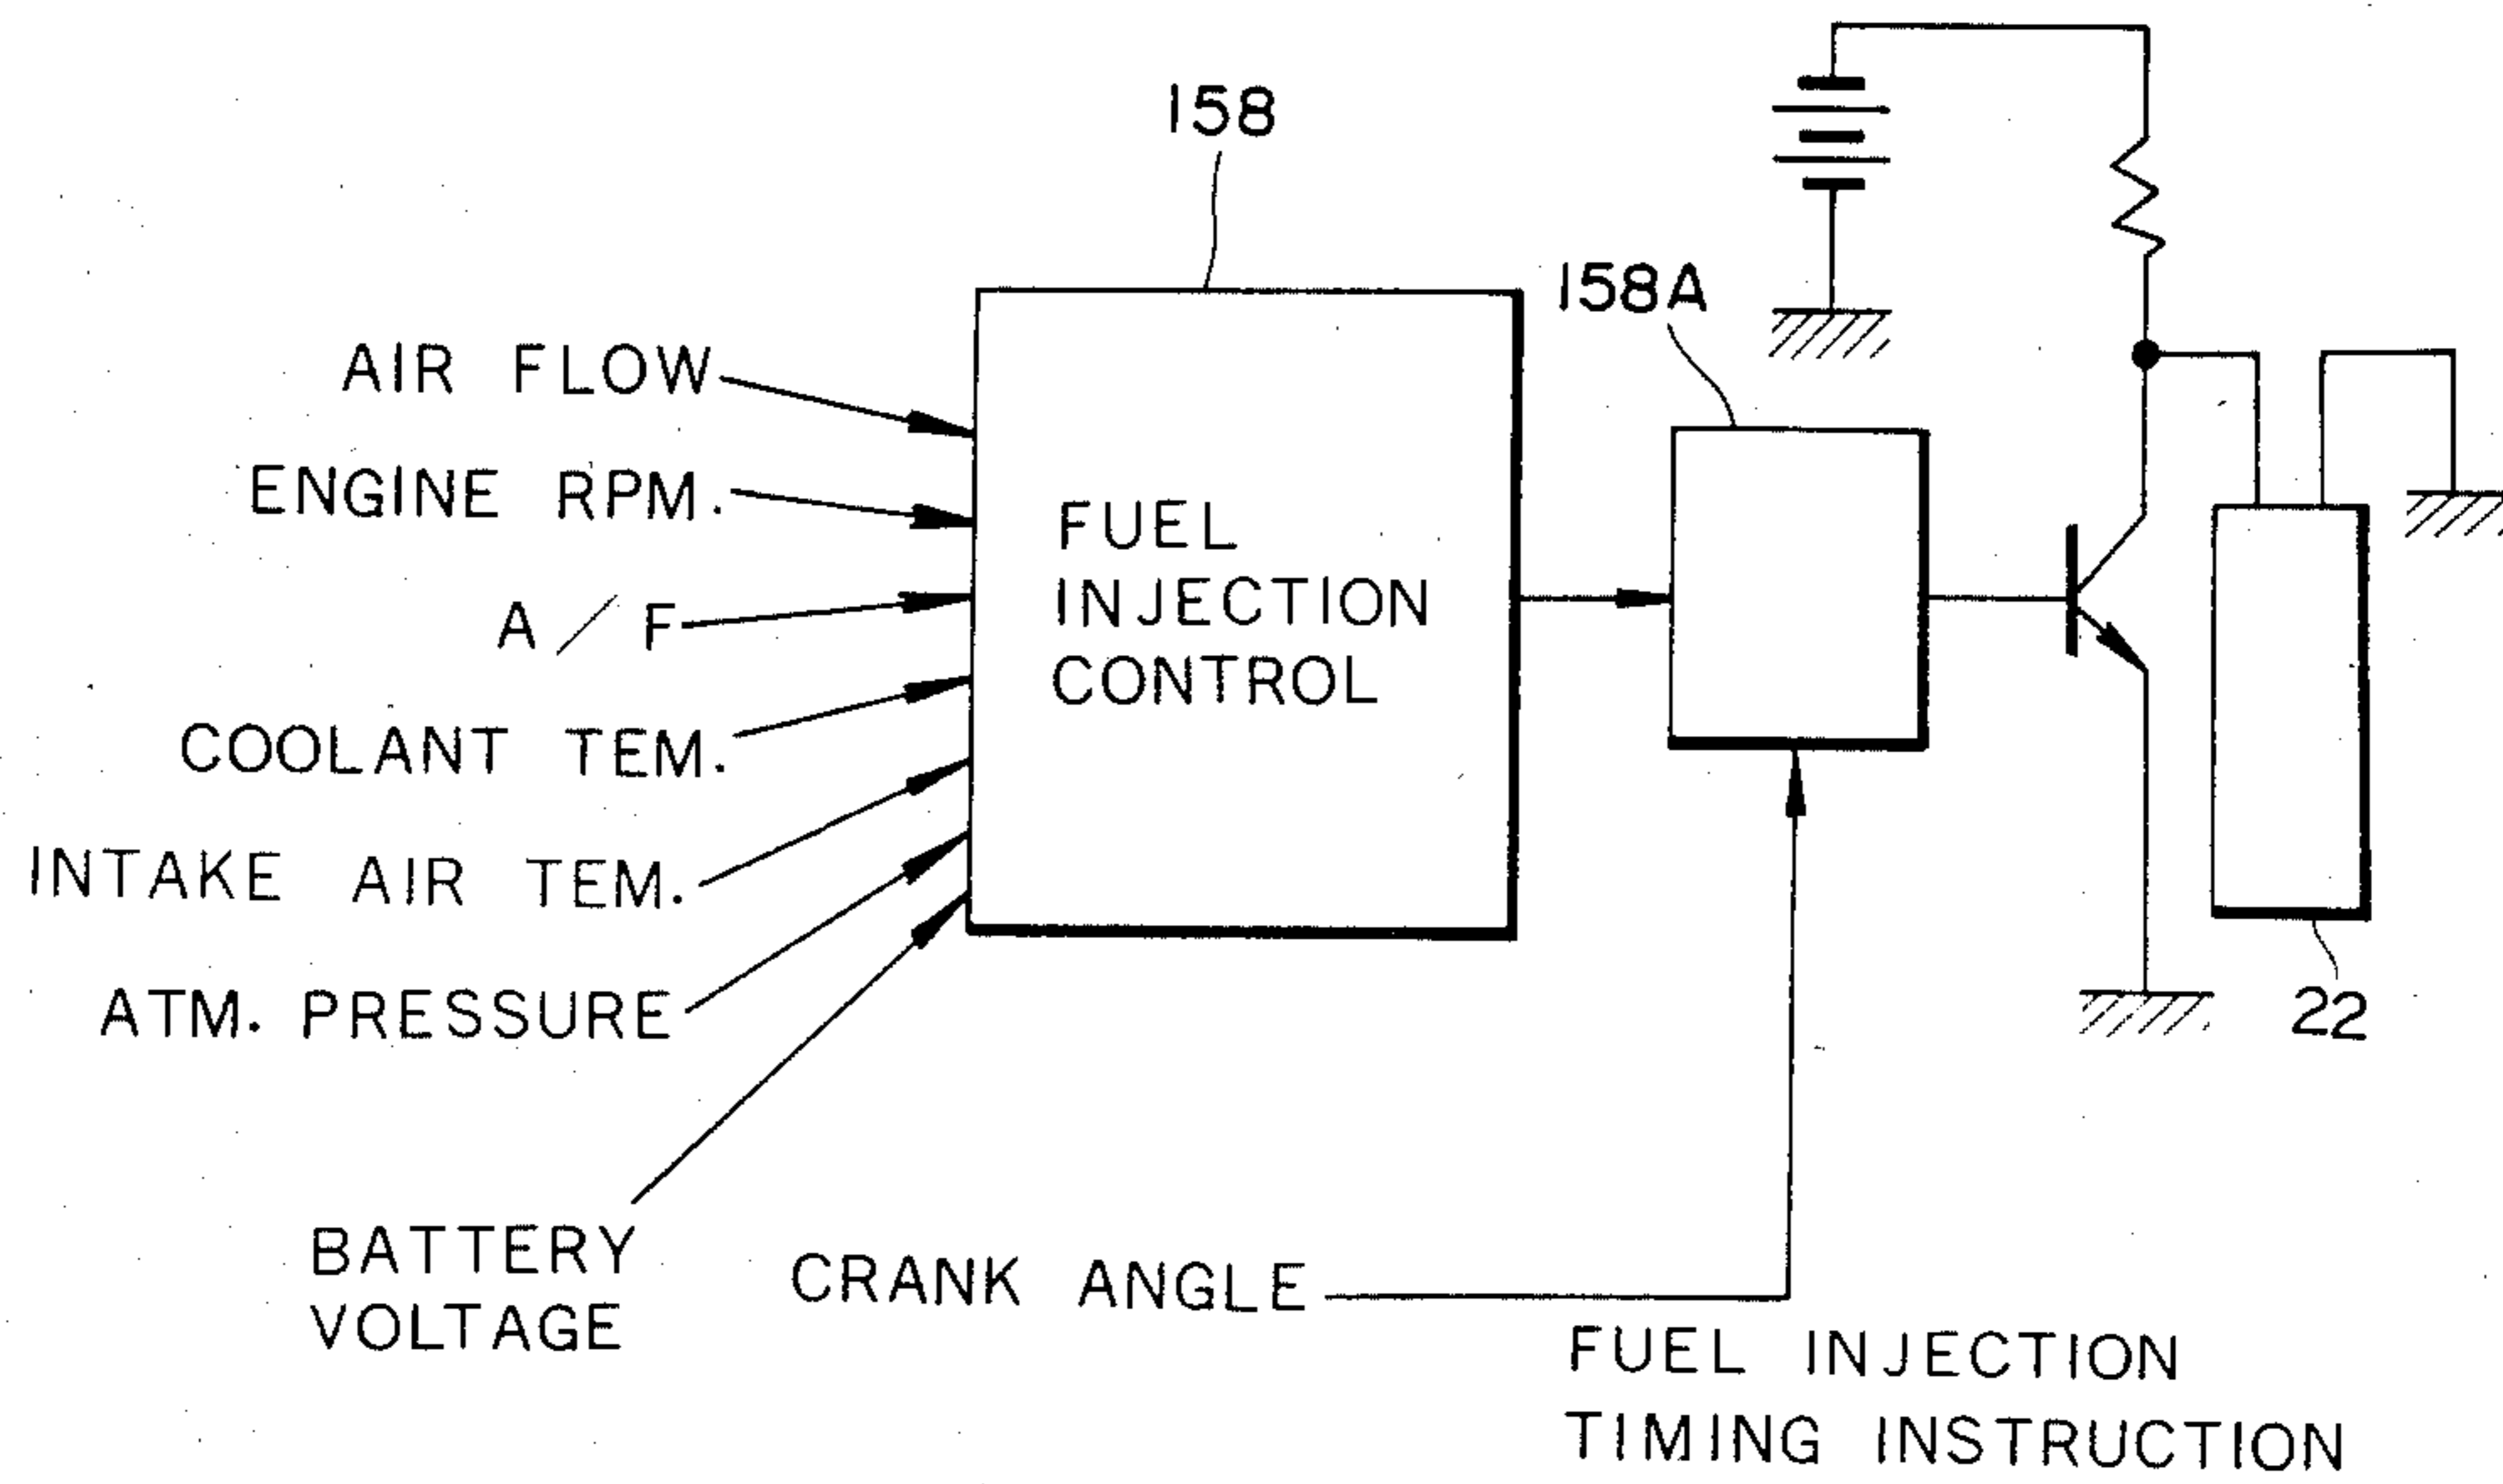 158
158A
AIR FLOW
ENGINE RPM.
A/F
COOLANT TEM.
INTAKE AIR TEM.
ATM. PRESSURE
BATTERY
VOLTAGE
FUEL
INJECTION
CONTROL
CRANK ANGLE
22
FUEL INJECTION
TIMING INSTRUCTION